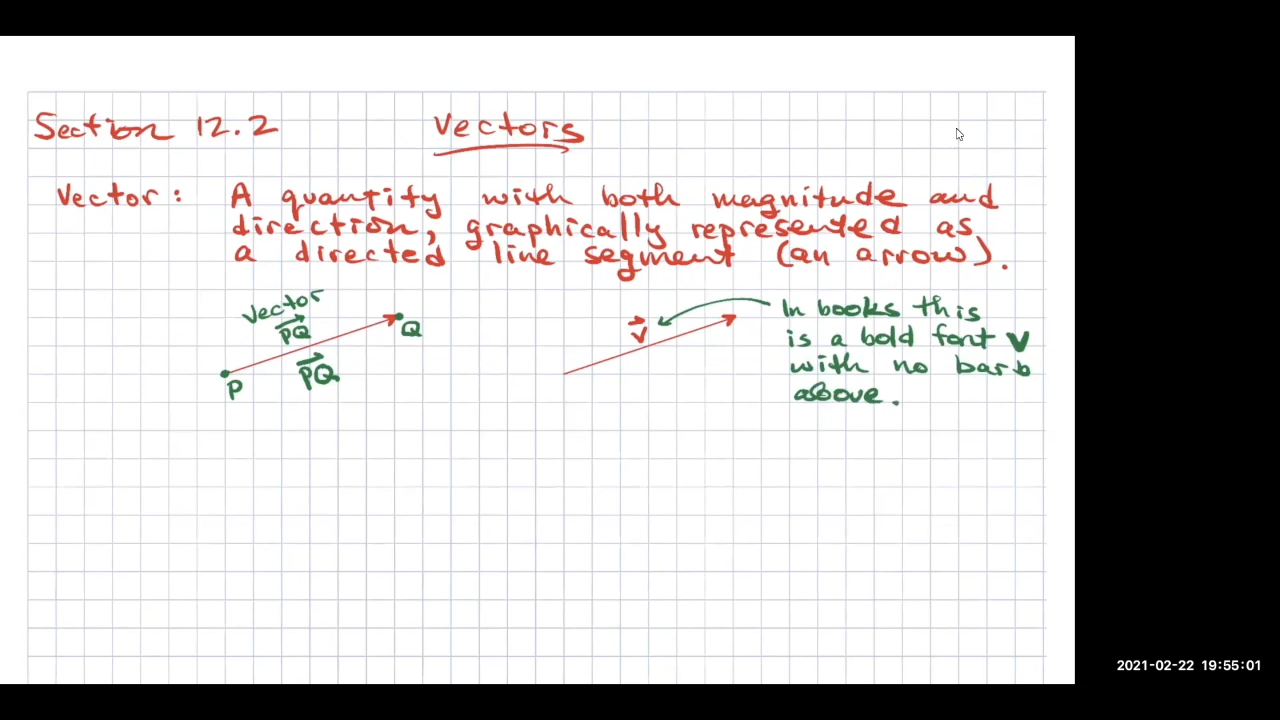 Section 12.2 Vectors
Vector: A quantity with both magnitude and
direction, graphically represented as
a directed line segment (an arrow).
Vector
PQ
PQ
P
Q
v
In books this
is a bold font v
with no bar
above.
2021-02-22 19:55:01